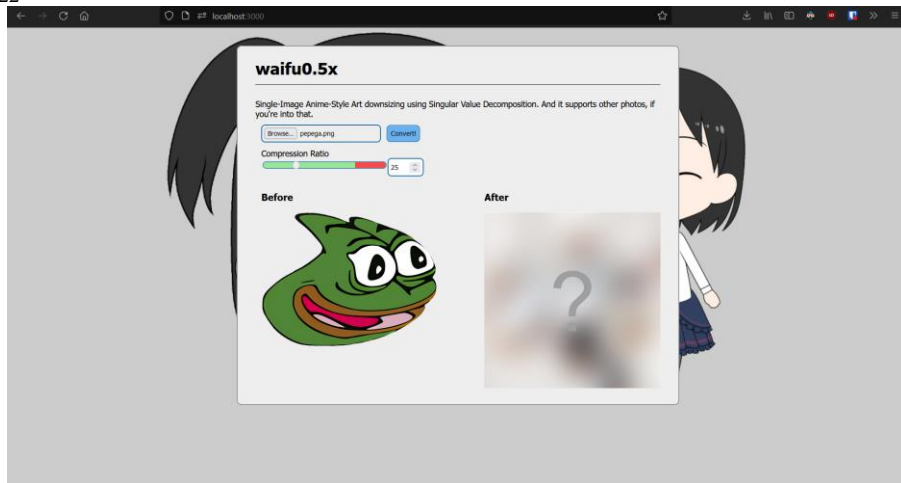 localhost:3000
waifu0.5x
Single-Image Anime-Style Art downsizing using Singular Value Decomposition. And it supports other photos, if
you're into that.
Browse... pepega.png Convert!
Compression Ratio
25
Before After
?